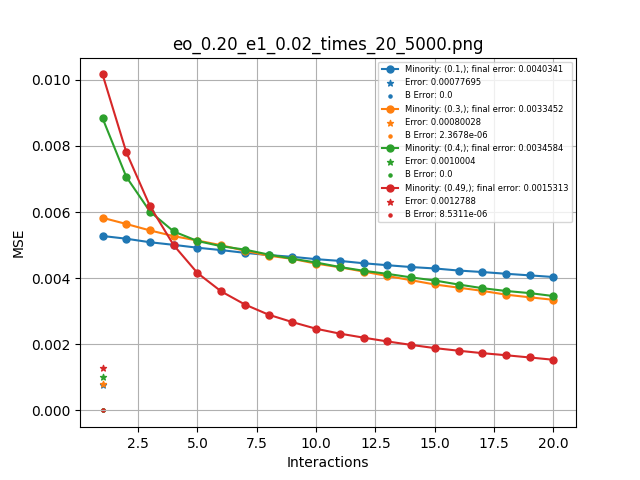 eo_0.20_e1_0.02_times_20_5000.png
Minority: (0.1,); final error: 0.0040341
Error: 0.00077695
B Error: 0.0
Minority: (0.3,); final error: 0.0033452
Error: 0.00080028
B Error: 2.3678e-06
Minority: (0.4,); final error: 0.0034584
Error: 0.0010004
B Error: 0.0
Minority: (0.49,); final error: 0.0015313
Error: 0.0012788
B Error: 8.5311e-06
MSE
0.010
0.008
0.006
0.004
0.002
0.000
2.5 5.0 7.5 10.0 12.5 15.0 17.5 20.0
Interactions